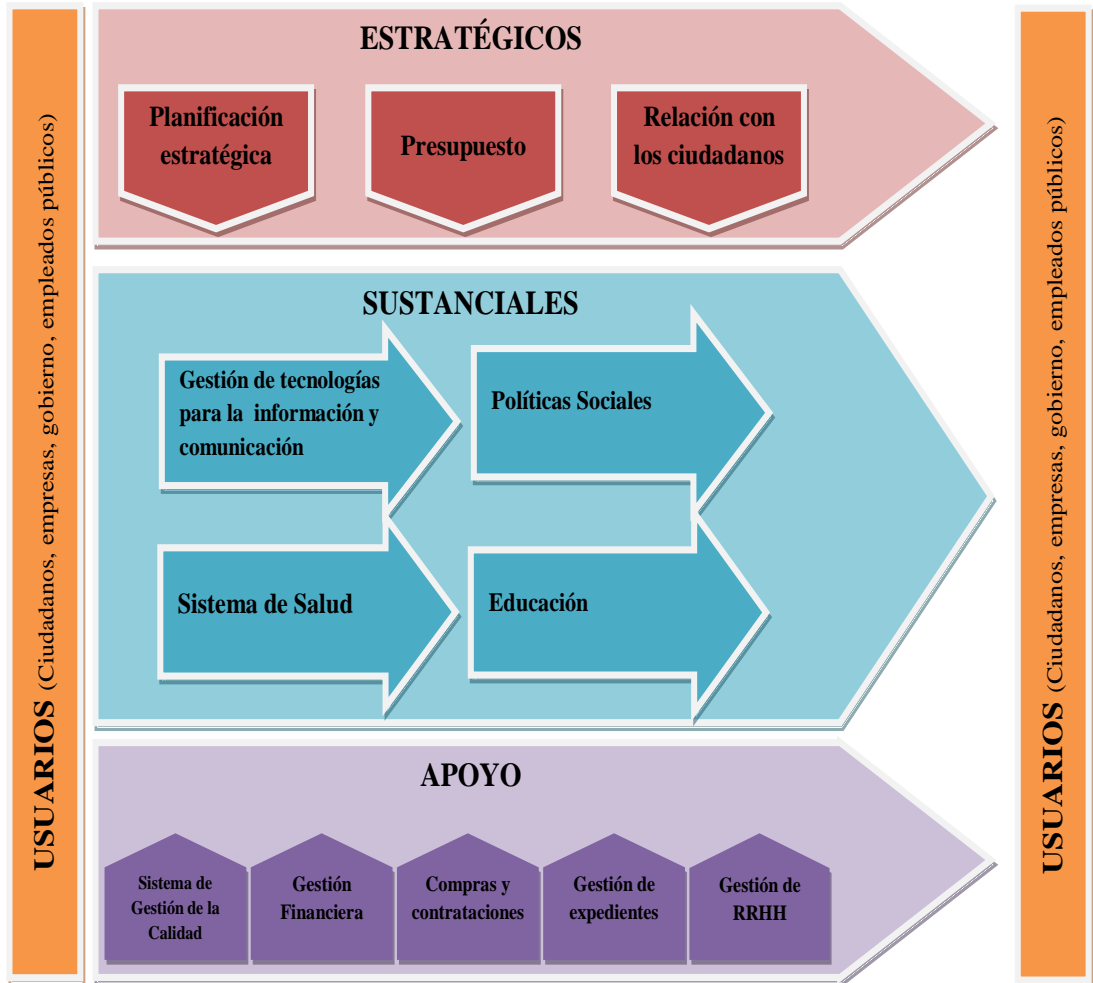 USUARIOS (Ciudadanos, empresas, gobierno, empleados públicos)
ESTRATÉGICOS
Planificación
estratégica
Presupuesto
Relación con
los ciudadanos
SUSTANCIALES
Gestión de tecnologías
para la información y
comunicación
Políticas Sociales
Sistema de Salud
Educación
APOYO
Sistema de
Gestión de la
Calidad
Gestión
Financiera
Compras y
contrataciones
Gestión de
expedientes
Gestión de
RRHH
USUARIOS (Ciudadanos, empresas, gobierno, empleados públicos)